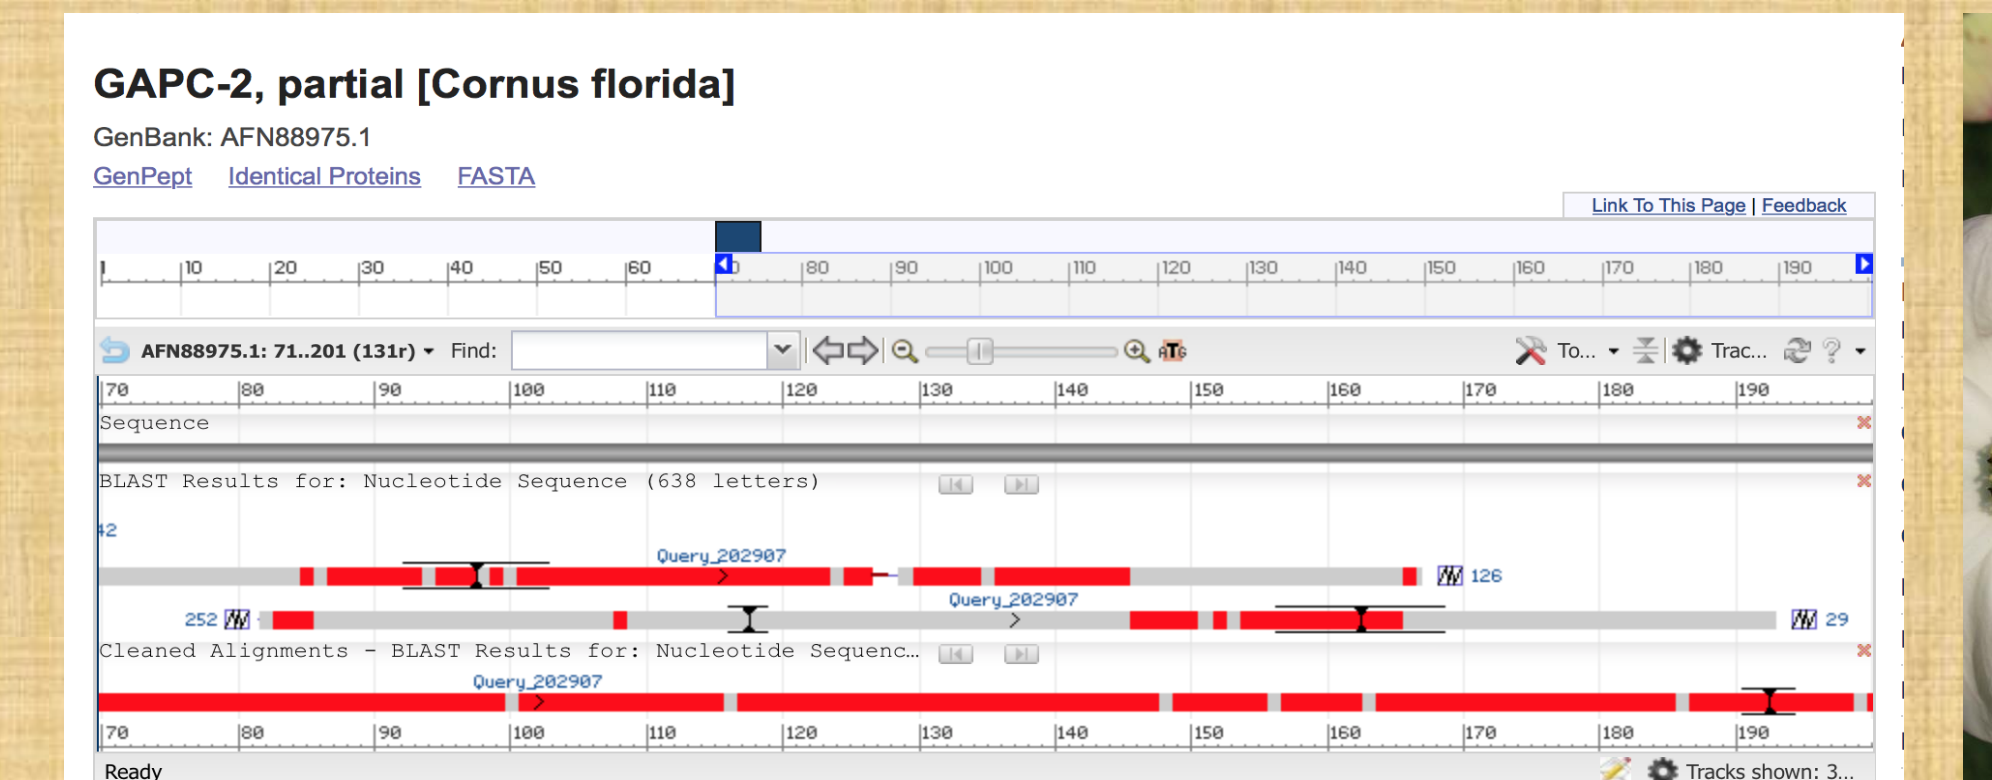 GAPC-2, partial [Cornus florida]
GenBank: AFN88975.1
GenPept Identical Proteins FASTA
Link To This Page | Feedback
10 20 30 40 50 60 80 90 100 110 120 130 140 150 160 170 180 190
AFN88975.1: 71..201 (131r) Find: ATG To... Trac... ?
70 80 90 100 110 120 130 140 150 160 170 180 190
Sequence
BLAST Results for: Nucleotide Sequence (638 letters)
42
Query_202907
126
Query_202907
252 29
Cleaned Alignments - BLAST Results for: Nucleotide Sequenc...
Query_202907
70 80 90 100 110 120 130 140 150 160 170 180 190
Ready Tracks shown: 3...